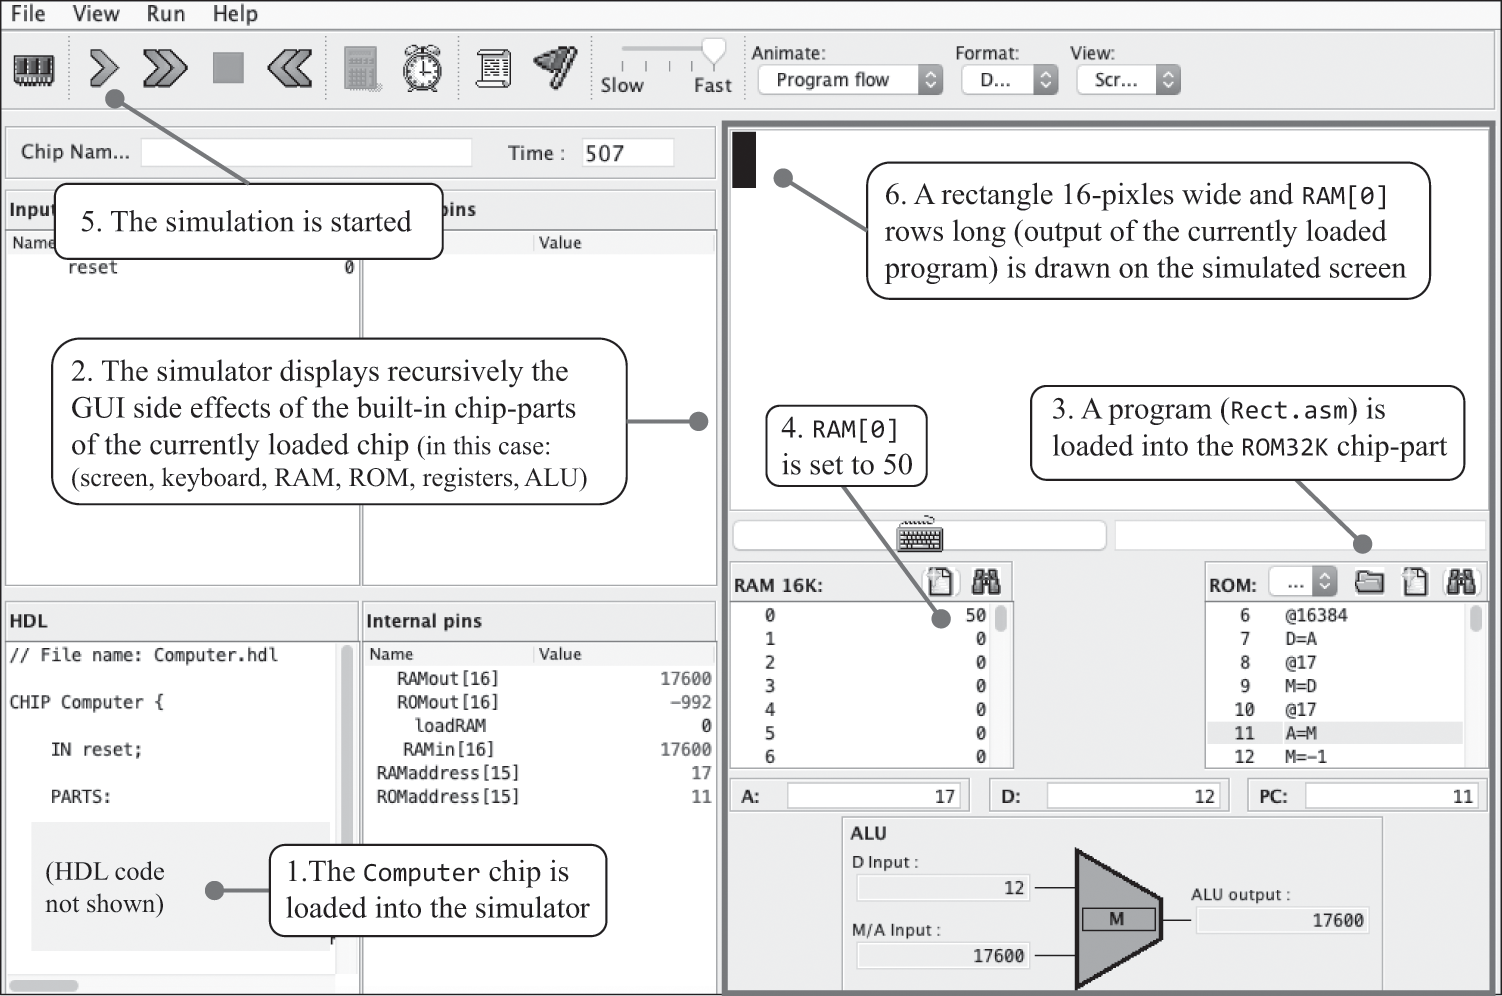 File View Run Help
Animate: Format: View:
Slow Fast Program flow D... Scr...
Chip Nam... Time : 507
5. The simulation is started
Input pins
Name Value
reset 0
6. A rectangle 16-pixles wide and RAM[0]
rows long (output of the currently loaded
program) is drawn on the simulated screen
2. The simulator displays recursively the
GUI side effects of the built-in chip-parts
of the currently loaded chip (in this case:
(screen, keyboard, RAM, ROM, registers, ALU)
4. RAM[0]
is set to 50
3. A program (Rect.asm) is
loaded into the ROM32K chip-part
HDL
// File name: Computer.hdl
CHIP Computer {
IN reset;
PARTS:
(HDL code
not shown)
1.The Computer chip is
loaded into the simulator
Internal pins
Name Value
RAMout[16] 17600
ROMout[16] -992
loadRAM 0
RAMin[16] 17600
RAMaddress[15] 17
ROMaddress[15] 11
RAM 16K:
0 50
1 0
2 0
3 0
4 0
5 0
6 0
ROM: ...
6 @16384
7 D=A
8 @17
9 M=D
10 @17
11 A=M
12 M=-1
A: 17 D: 12 PC: 11
ALU
D Input :
12
M/A Input :
17600
M
ALU output :
17600